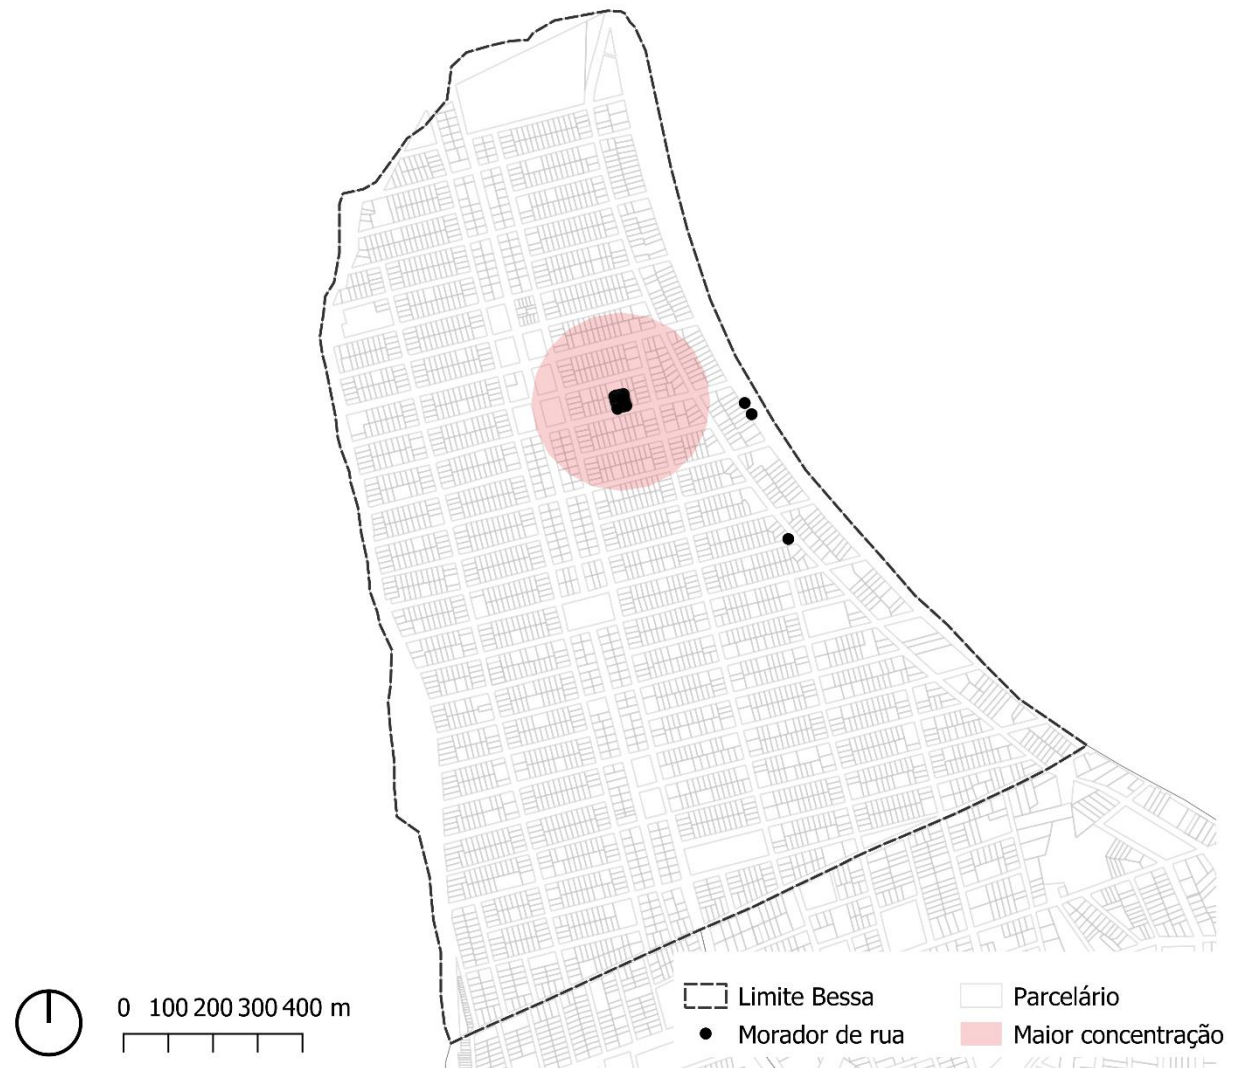 0 100 200 300 400 m
Limite Bessa
Parcelário
Morador de rua
Maior concentração